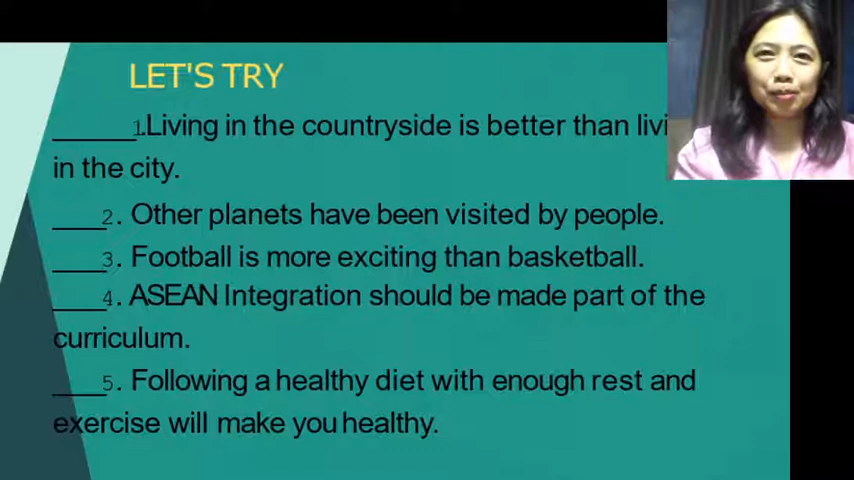 LET'S TRY
______1.Living in the countryside is better than livi
in the city.
____2. Other planets have been visited by people.
____3. Football is more exciting than basketball.
____4. ASEAN Integration should be made part of the
curriculum.
____5. Following a healthy diet with enough rest and
exercise will make you healthy.